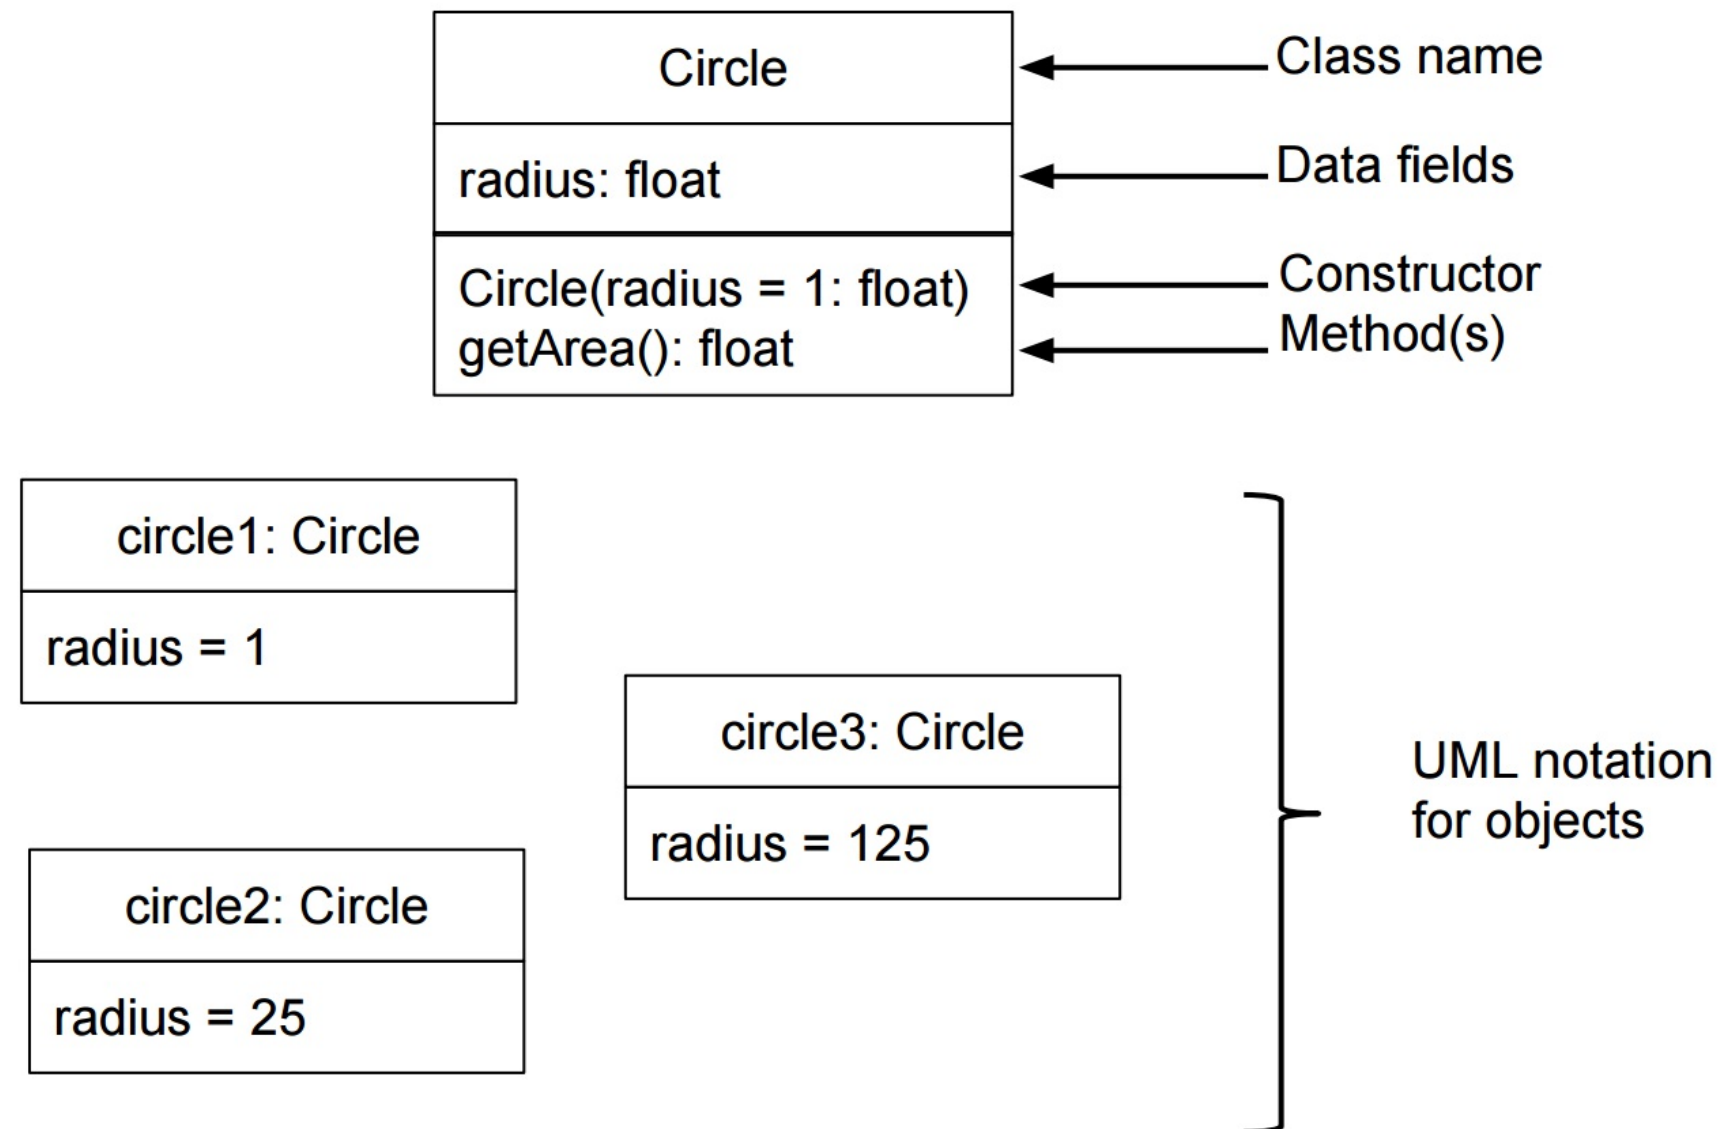 Circle
Class name
radius: float
Data fields
Circle(radius = 1: float)
Constructor
getArea(): float
Method(s)
circle1: Circle
radius = 1
circle3: Circle
radius = 125
circle2: Circle
radius = 25
UML notation
for objects